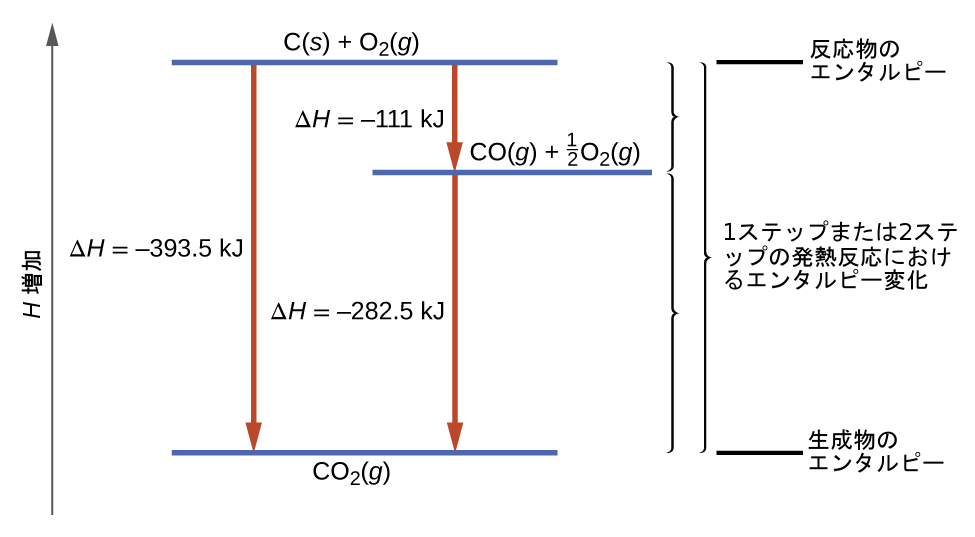 C(s) + O₂(g)
反応物の
エンタルピー
ΔH = –111 kJ
CO(g) + ½O₂(g)
ΔH = –393.5 kJ
1ステップまたは2ステ
ップの発熱反応におけ
るエンタルピー変化
H 増加
ΔH = –282.5 kJ
生成物の
エンタルピー
CO₂(g)